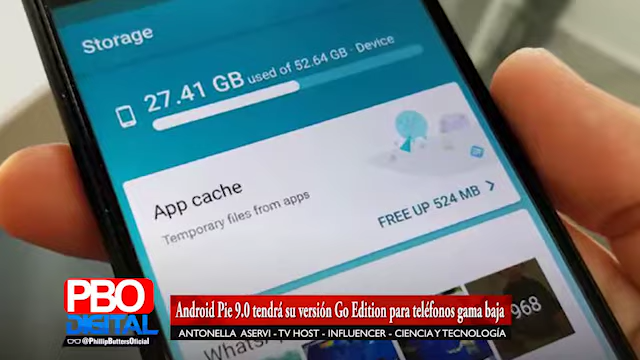 Storage
27.41 GB used of 52.64 GB · Device
App cache
Temporary files from apps
FREE UP 524 MB >
968
WhatsA
PBO
DIGITAL
@PhillipButtersOficial
Android Pie 9.0 tendrá su versión Go Edition para teléfonos gama baja
ANTONELLA ASERVI - TV HOST - INFLUENCER - CIENCIA Y TECNOLOGÍA